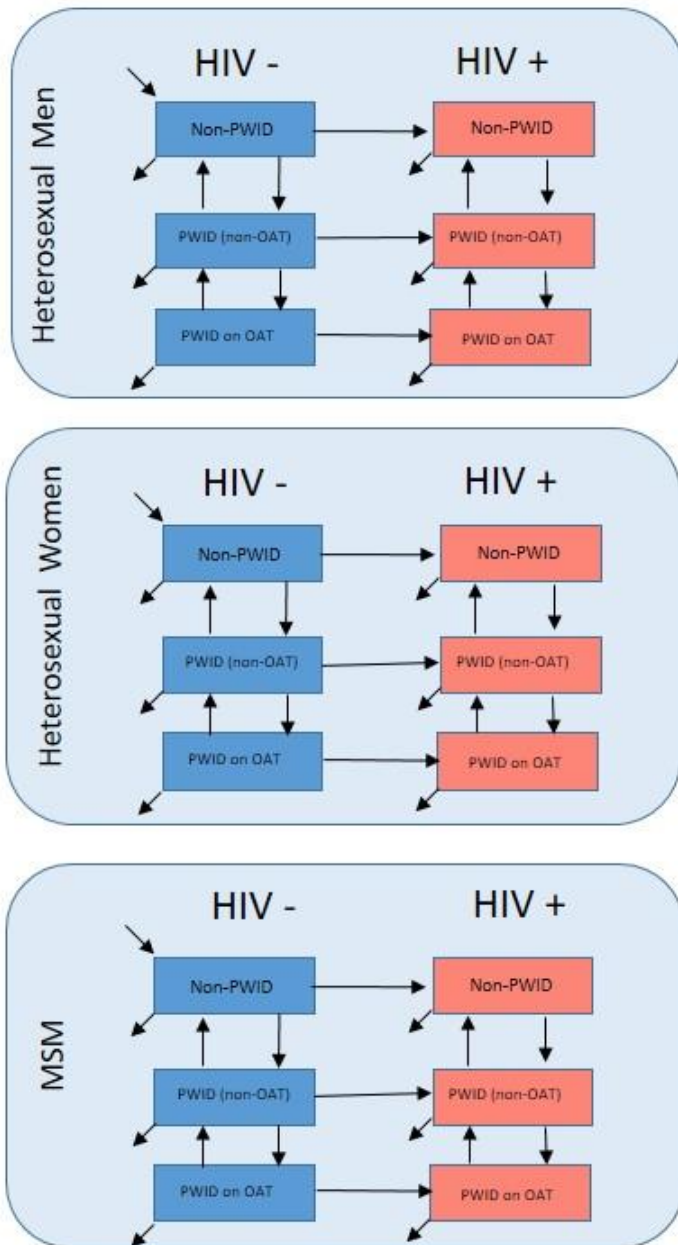 Heterosexual Men
HIV - HIV +
Non-PWID Non-PWID
PWID (non-OAT) PWID (non-OAT)
PWID on OAT PWID on OAT
Heterosexual Women
HIV - HIV +
Non-PWID Non-PWID
PWID (non-OAT) PWID (non-OAT)
PWID on OAT PWID on OAT
MSM
HIV - HIV +
Non-PWID Non-PWID
PWID (non-OAT) PWID (non-OAT)
PWID on OAT PWID on OAT